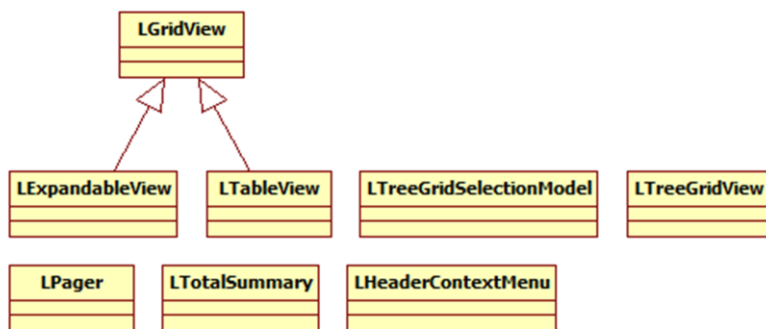 LGridView
LExpandableView LTableView LTreeGridSelectionModel LTreeGridView
LPager LTotalSummary LHeaderContextMenu